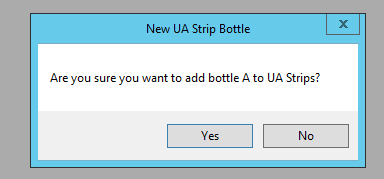 New UA Strip Bottle
x
Are you sure you want to add bottle A to UA Strips?
Yes No